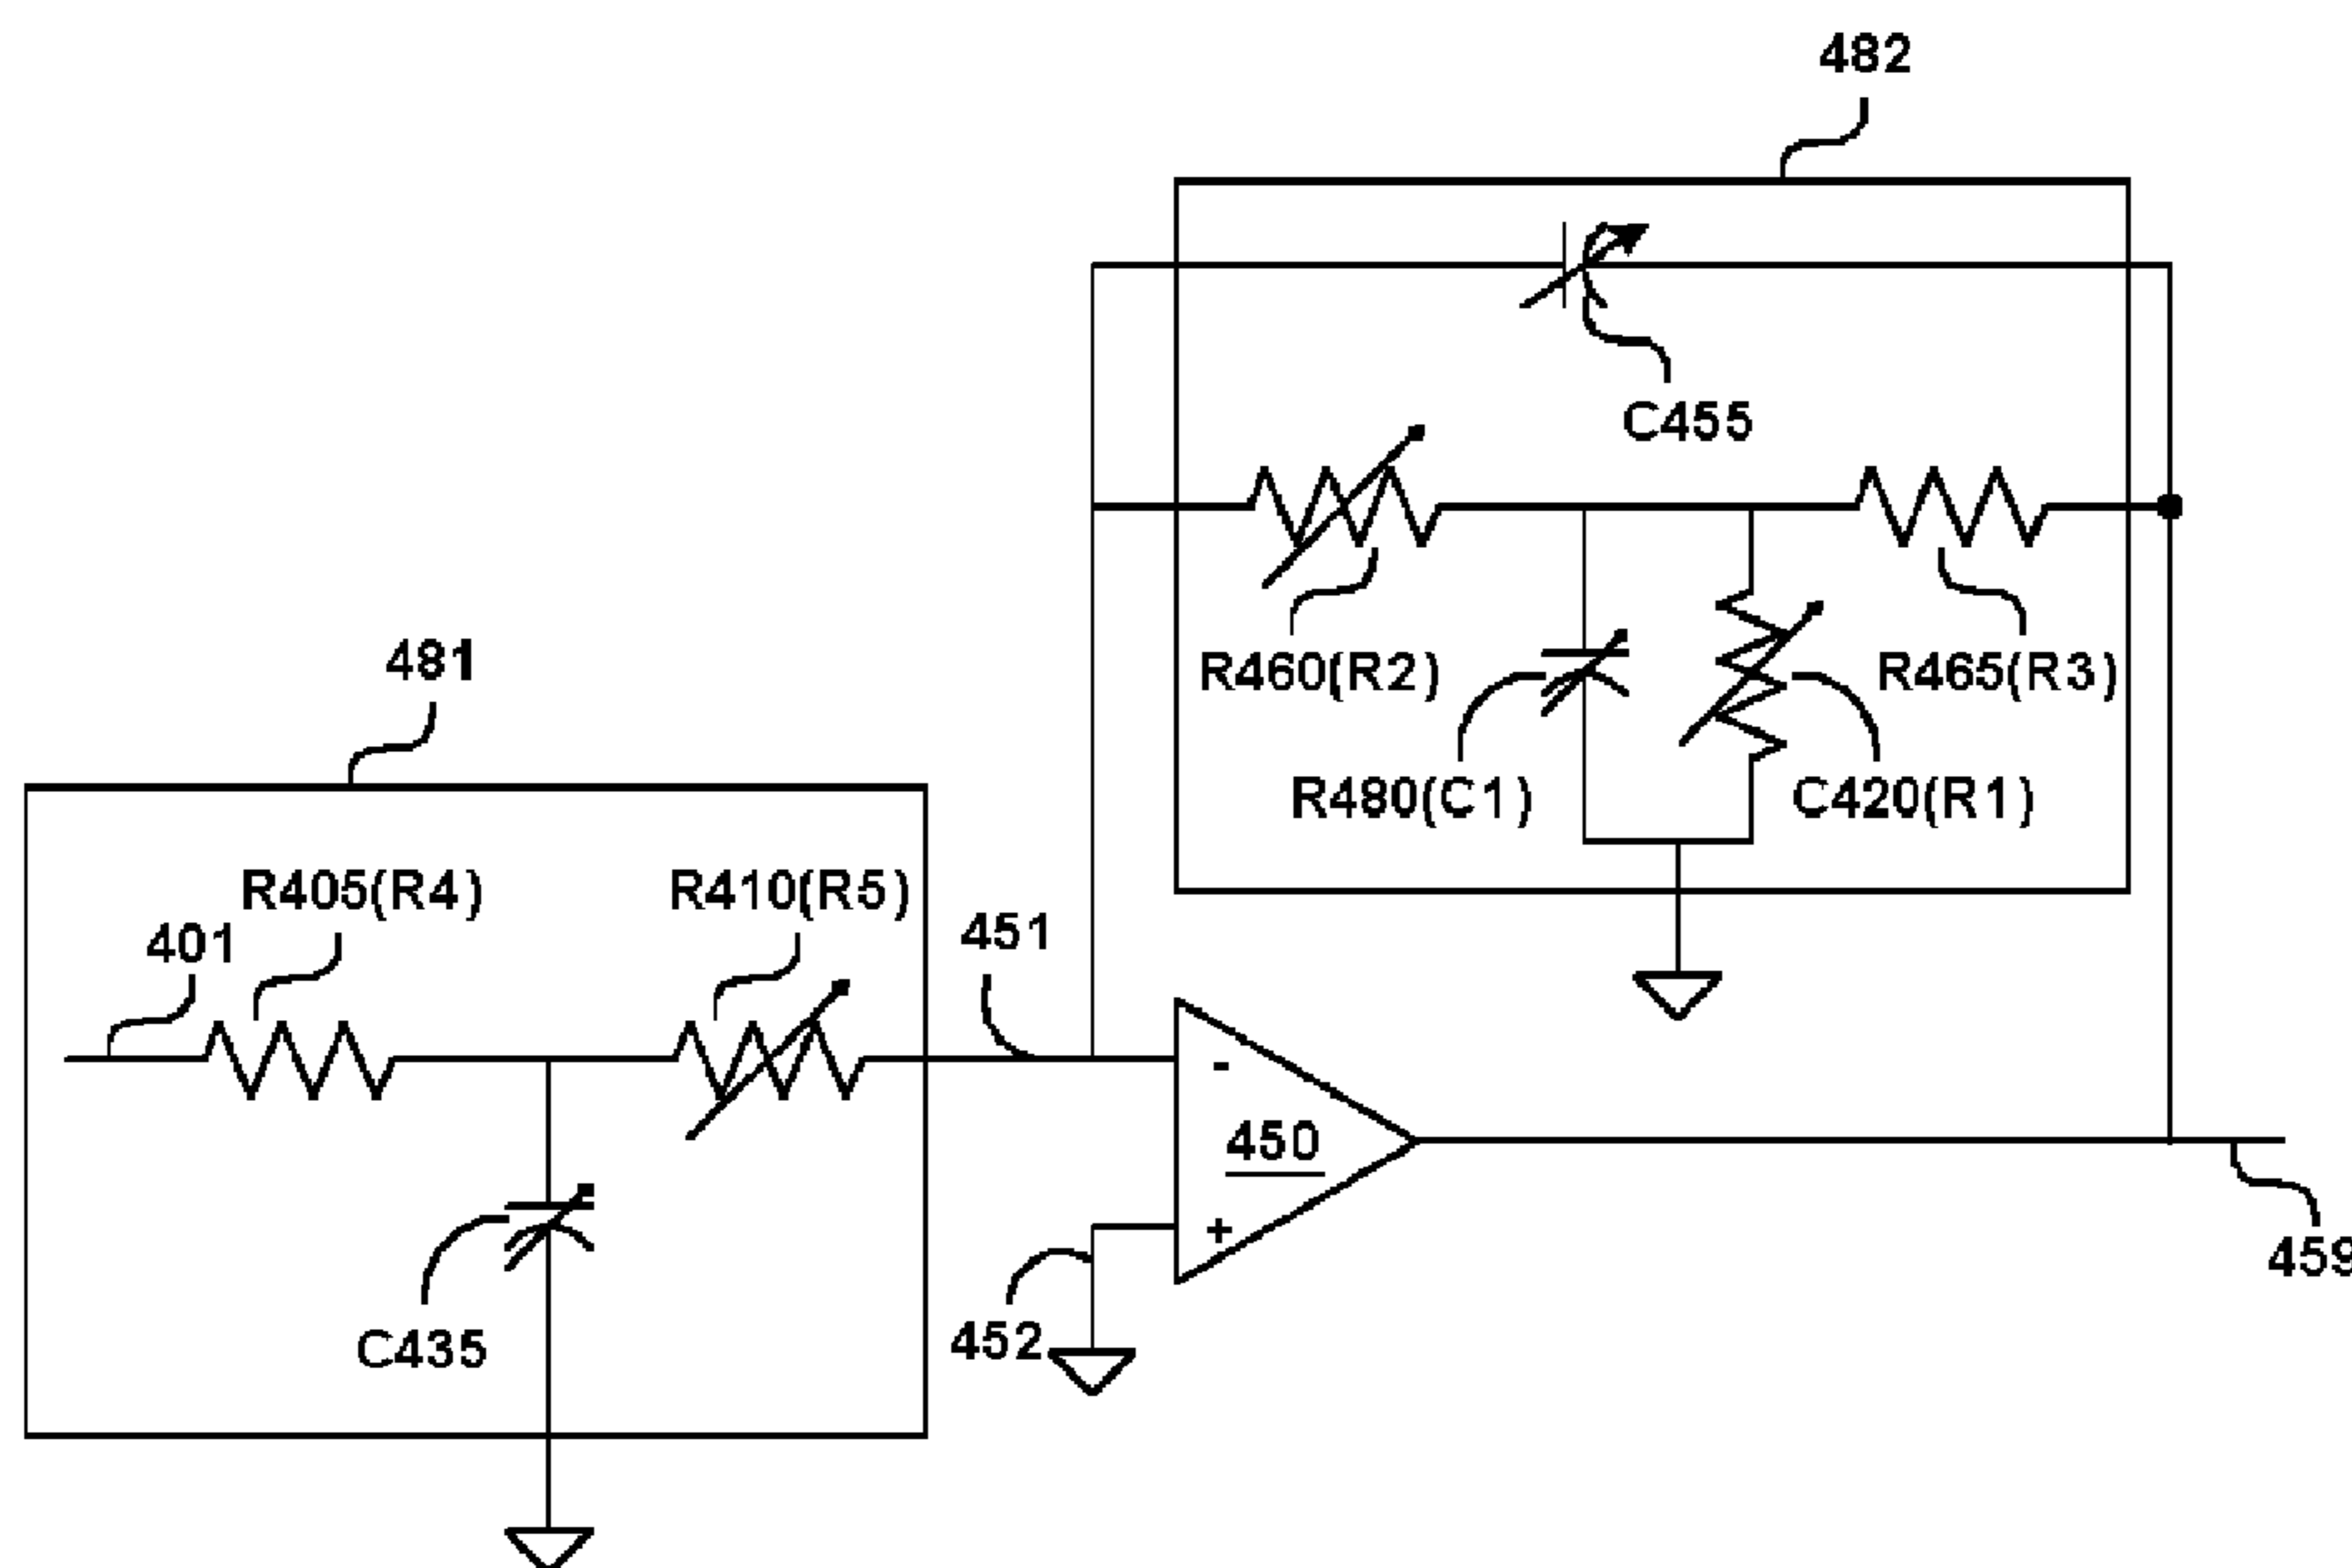 482
C455
R460(R2)
R465(R3)
R480(C1)
C420(R1)
481
R405(R4)
R410(R5)
401
451
-
450
+
452
459
C435